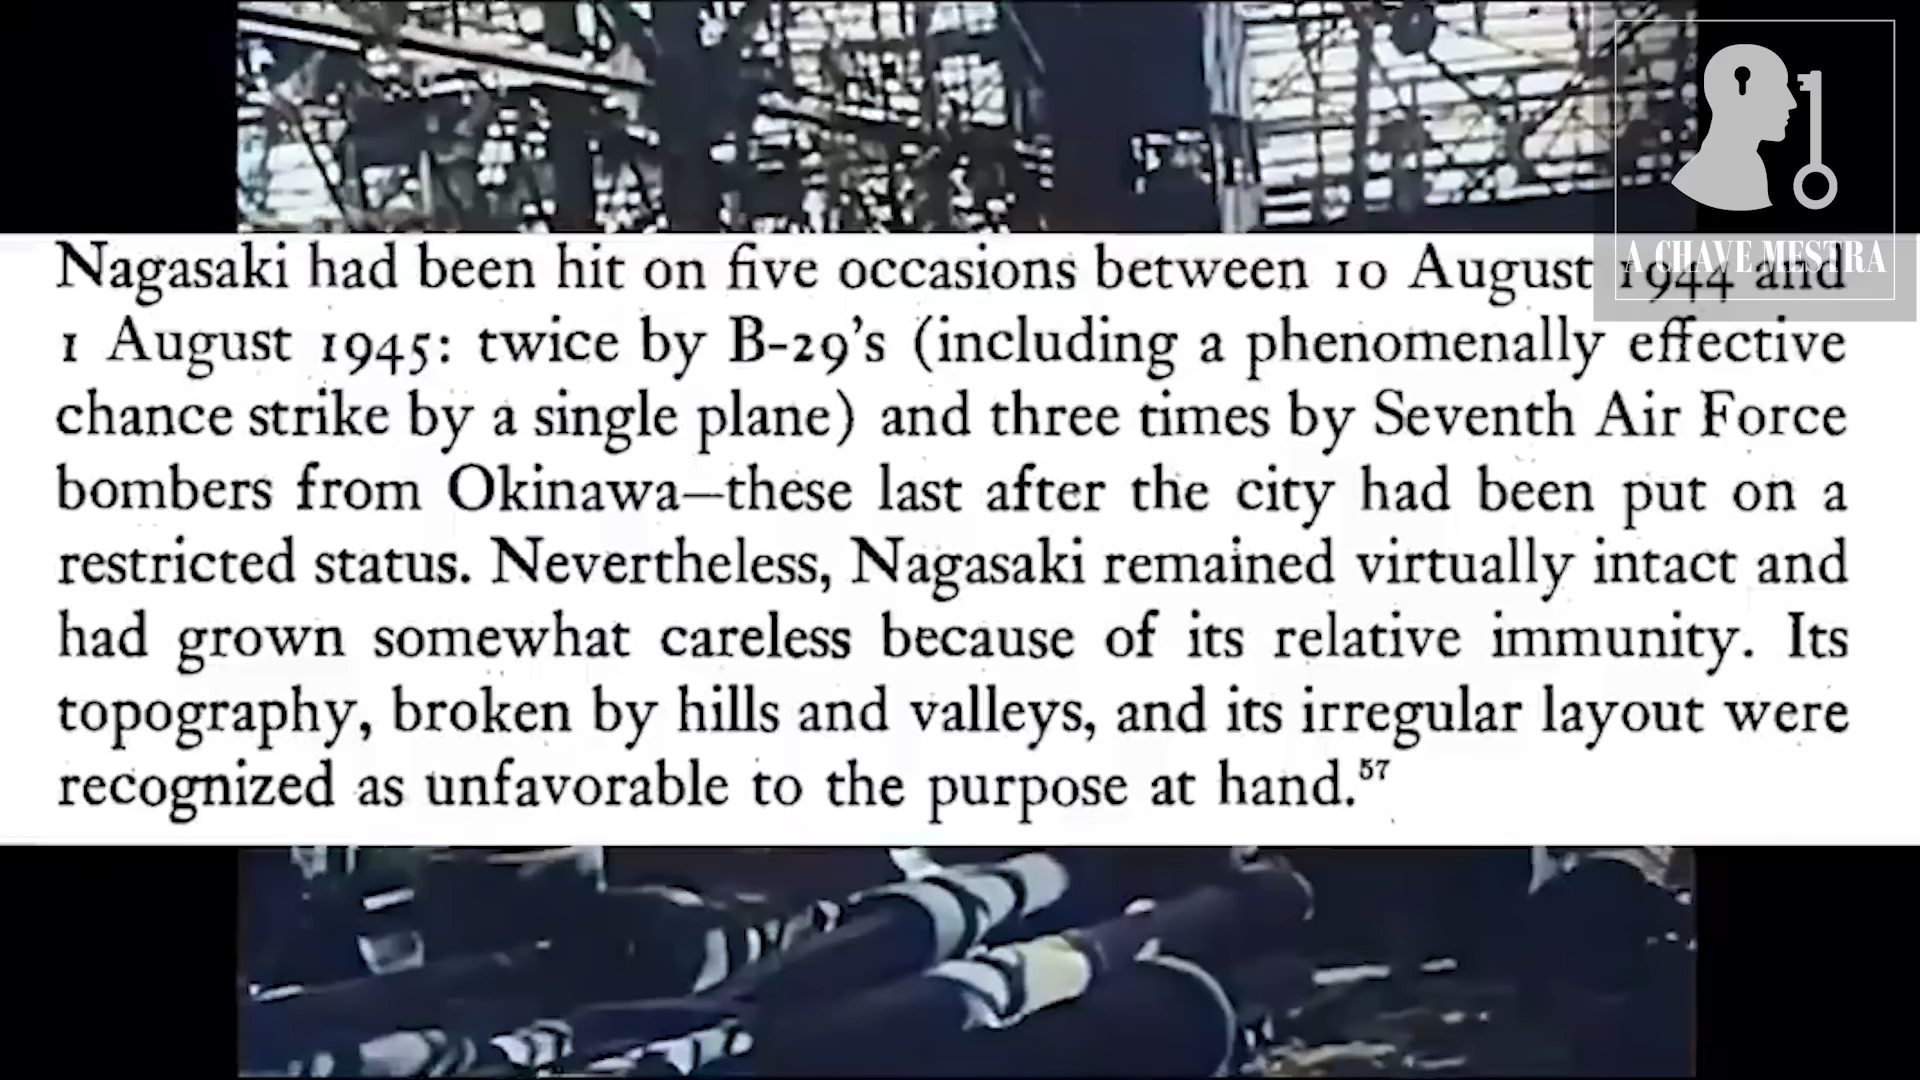 A CHAVE MESTRA
Nagasaki had been hit on five occasions between 10 August 1944 and
1 August 1945: twice by B-29's (including a phenomenally effective
chance strike by a single plane) and three times by Seventh Air Force
bombers from Okinawa—these last after the city had been put on a
restricted status. Nevertheless, Nagasaki remained virtually intact and
had grown somewhat careless because of its relative immunity. Its
topography, broken by hills and valleys, and its irregular layout were
recognized as unfavorable to the purpose at hand.57